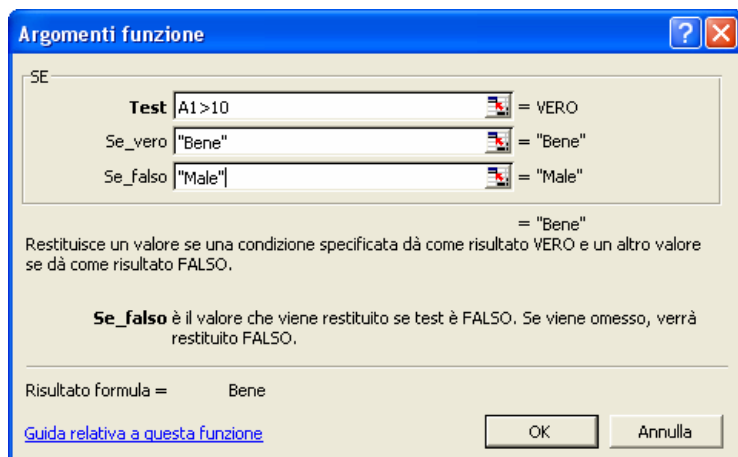 Argomenti funzione
SE
Test A1>10 = VERO
Se_vero "Bene" = "Bene"
Se_falso "Male" = "Male"
= "Bene"
Restituisce un valore se una condizione specificata dà come risultato VERO e un altro valore
se dà come risultato FALSO.
Se_falso è il valore che viene restituito se test è FALSO. Se viene omesso, verrà
restituito FALSO.
Risultato formula = Bene
Guida relativa a questa funzione OK Annulla